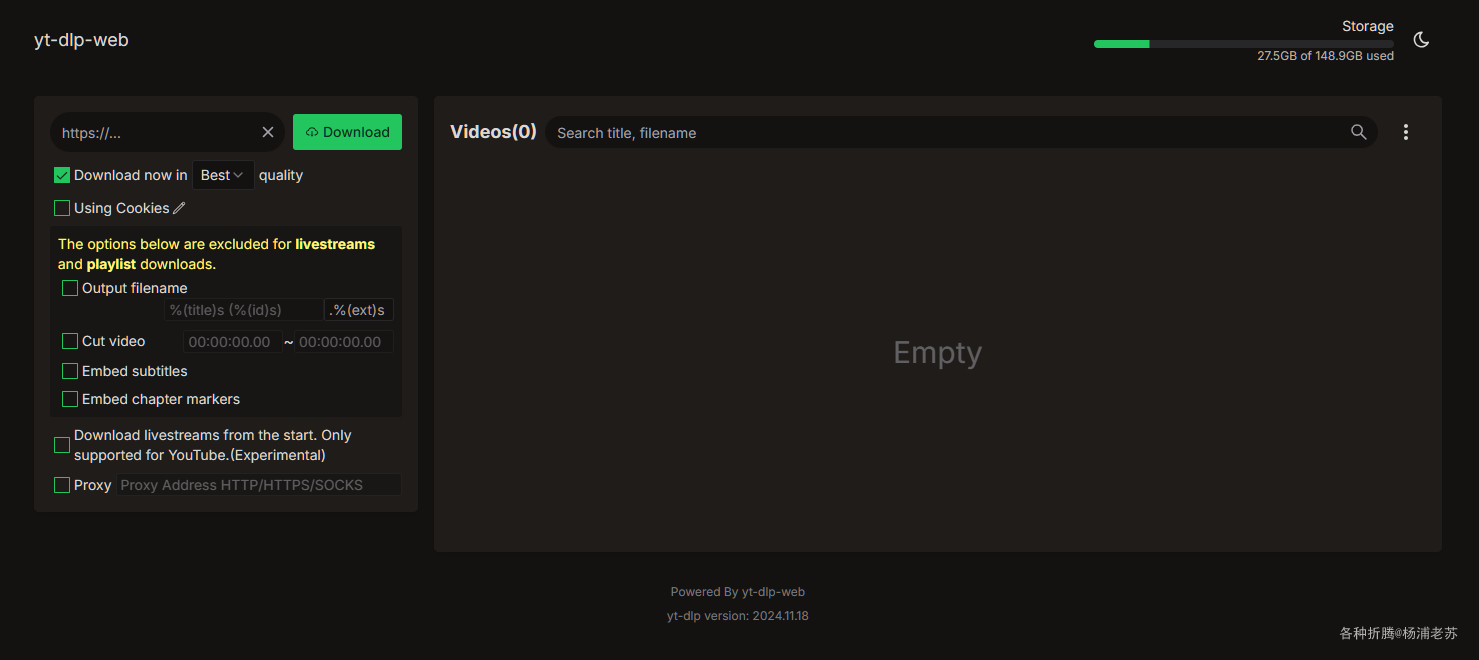 yt-dlp-web
Storage
27.5GB of 148.9GB used
https://...
Download
Download now in Best quality
Using Cookies
The options below are excluded for livestreams
and playlist downloads.
Output filename
%(title)s (%(id)s) .%(ext)s
Cut video 00:00:00.00 ~ 00:00:00.00
Embed subtitles
Embed chapter markers
Download livestreams from the start. Only
supported for YouTube.(Experimental)
Proxy Proxy Address HTTP/HTTPS/SOCKS
Videos(0) Search title, filename
Empty
Powered By yt-dlp-web
yt-dlp version: 2024.11.18
各种折腾@杨浦老苏